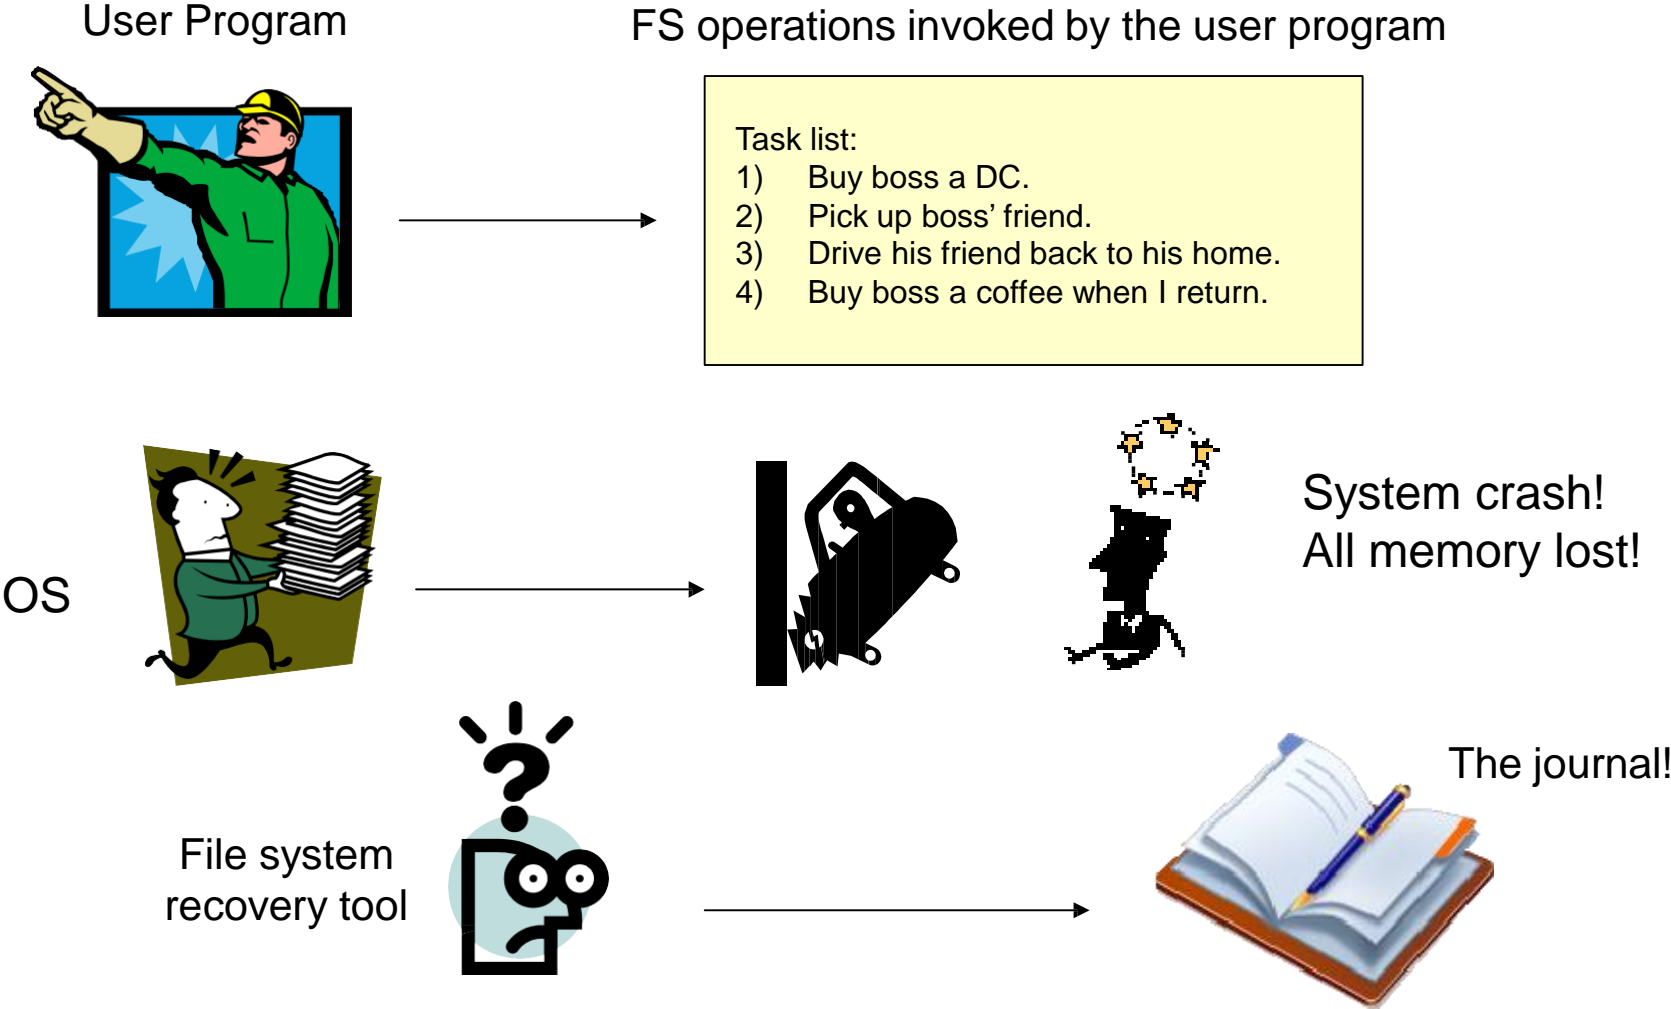 User Program
FS operations invoked by the user program
Task list:
1) Buy boss a DC.
2) Pick up boss’ friend.
3) Drive his friend back to his home.
4) Buy boss a coffee when I return.
OS
System crash!
All memory lost!
File system
recovery tool
The journal!